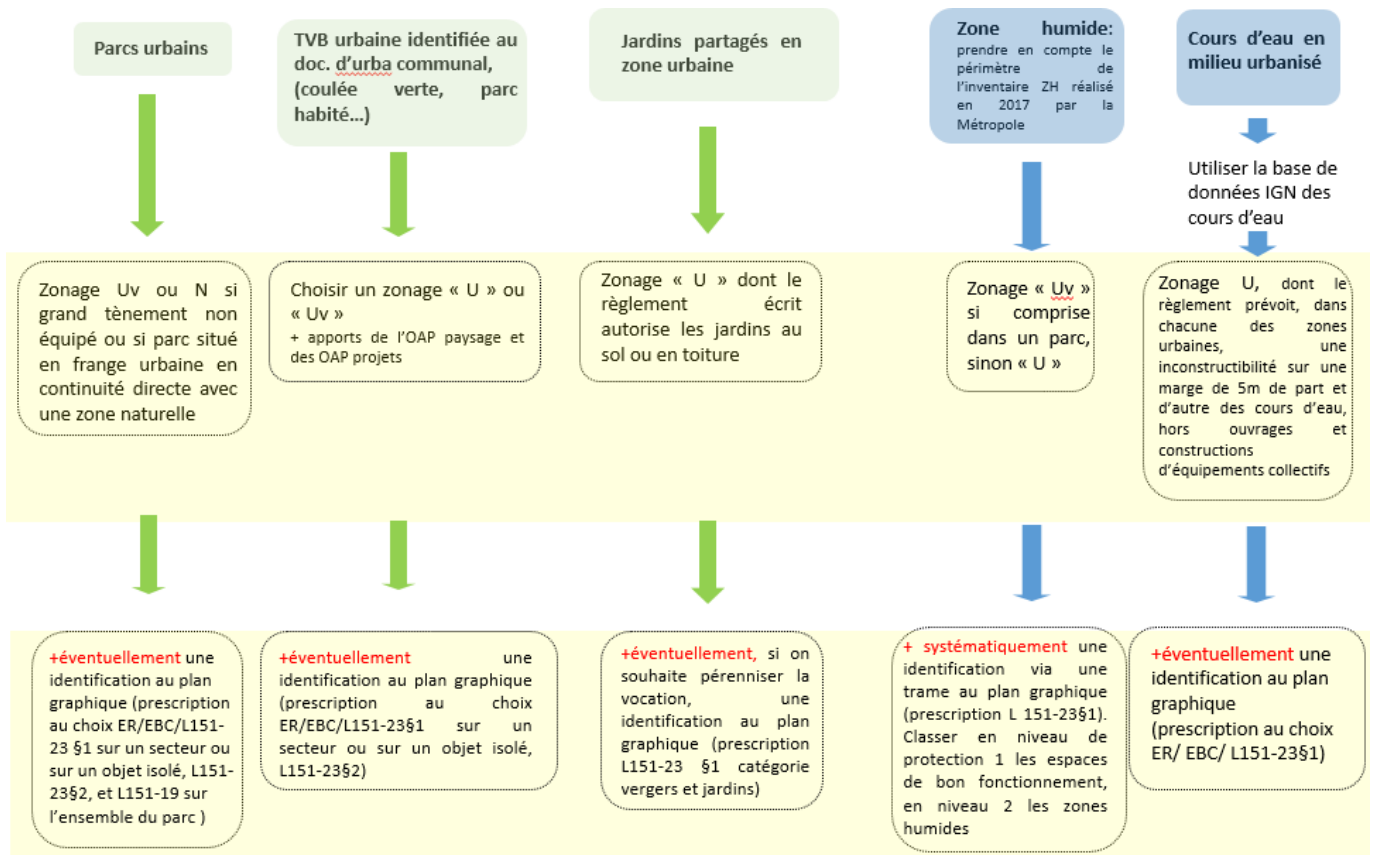 Parcs urbains
TVB urbaine identifiée au
doc. d'urba communal,
(coulée verte, parc
habité...)
Jardins partagés en
zone urbaine
Zone humide:
prendre en compte le
périmètre de
l'inventaire ZH réalisé
en 2017 par la
Métropole
Cours d'eau en
milieu urbanisé
Utiliser la base de
données IGN des
cours d'eau
Zonage Uv ou N si
grand tènement non
équipé ou si parc situé
en frange urbaine en
continuité directe avec
une zone naturelle
Choisir un zonage « U » ou
« Uv »
+ apports de l'OAP paysage et
des OAP projets
Zonage « U » dont le
règlement écrit
autorise les jardins au
sol ou en toiture
Zonage « Uv »
si comprise
dans un parc,
sinon « U »
Zonage U, dont le
règlement prévoit, dans
chacune des zones
urbaines, une
inconstructibilité sur une
marge de 5m de part et
d'autre des cours d'eau,
hors ouvrages et
constructions
d'équipements collectifs
+éventuellement une
identification au plan
graphique (prescription
au choix ER/EBC/L151-
23 §1 sur un secteur ou
sur un objet isolé, L151-
23§2, et L151-19 sur
l'ensemble du parc )
+éventuellement une
identification au plan graphique
(prescription au choix
ER/EBC/L151-23§1 sur un
secteur ou sur un objet isolé,
L151-23§2)
+éventuellement, si on
souhaite pérenniser la
vocation, une
identification au plan
graphique (prescription
L151-23 §1 catégorie
vergers et jardins)
+ systématiquement une
identification via une
trame au plan graphique
(prescription L 151-23§1).
Classer en niveau de
protection 1 les espaces
de bon fonctionnement,
en niveau 2 les zones
humides
+éventuellement une
identification au plan
graphique
(prescription au choix
ER/ EBC/ L151-23§1)